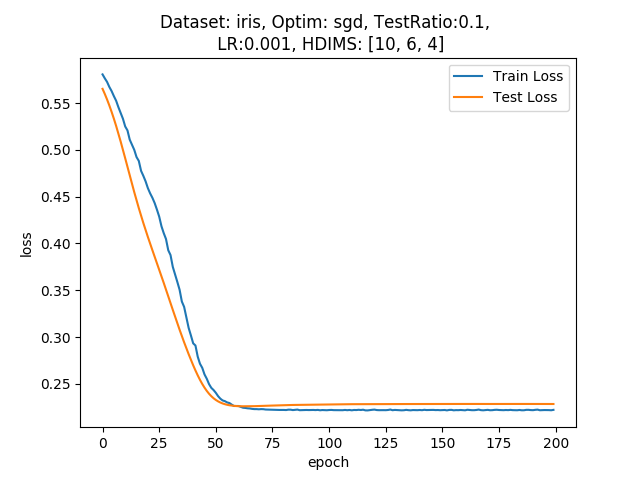 Dataset: iris, Optim: sgd, TestRatio:0.1,
LR:0.001, HDIMS: [10, 6, 4]
Train Loss
Test Loss
0.55
0.50
0.45
0.40
0.35
0.30
0.25
loss
0 25 50 75 100 125 150 175 200
epoch